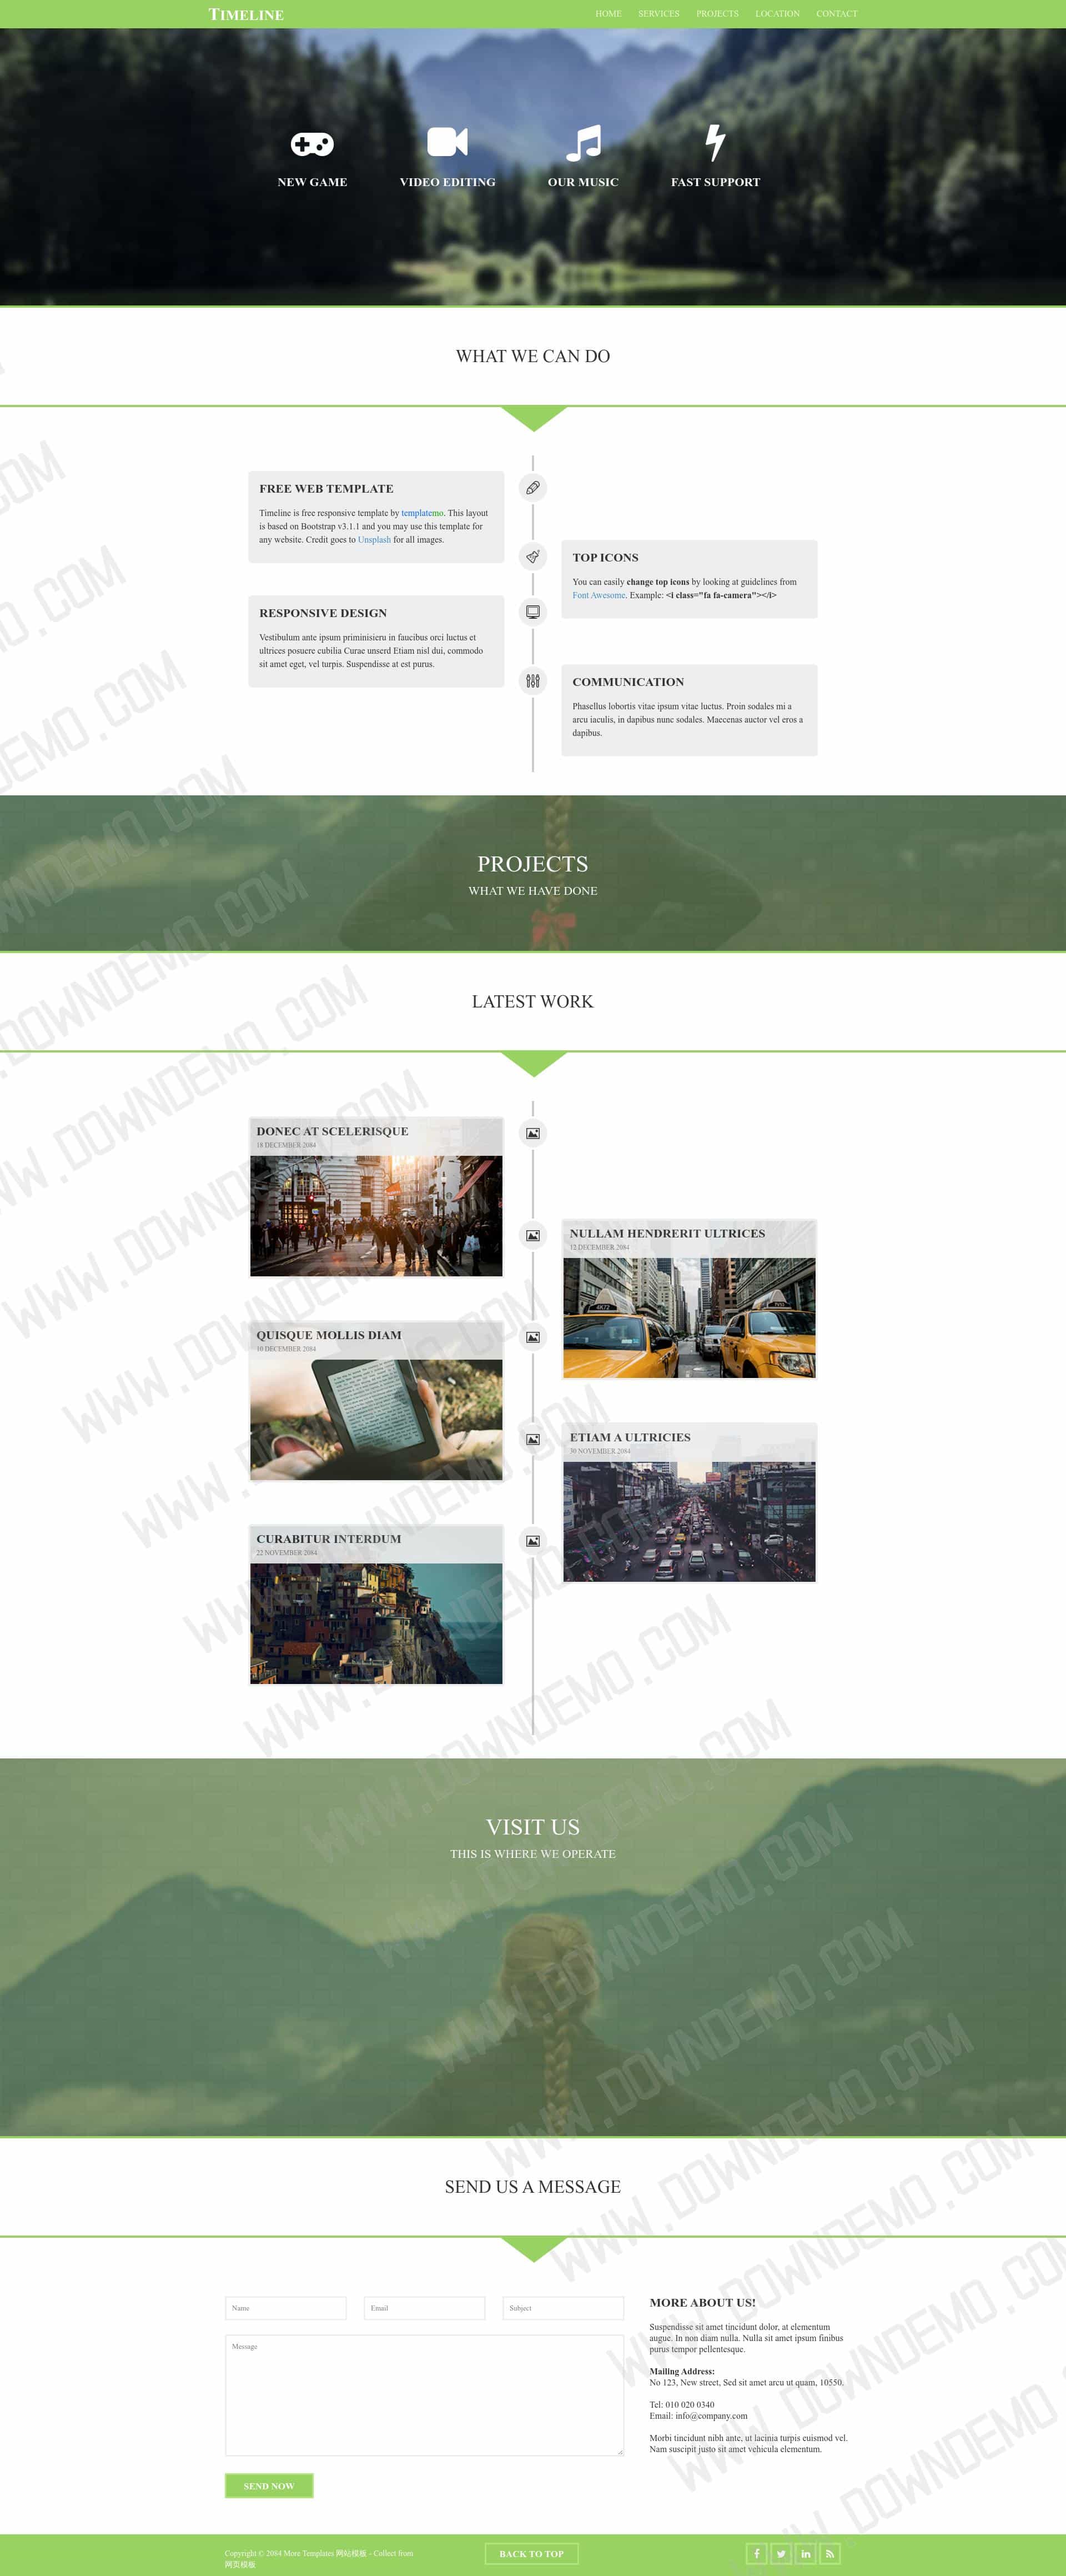 TIMELINE
HOME SERVICES PROJECTS LOCATION CONTACT
NEW GAME VIDEO EDITING OUR MUSIC FAST SUPPORT
WHAT WE CAN DO
FREE WEB TEMPLATE
Timeline is free responsive template by templatemo. This layout
is based on Bootstrap v3.1.1 and you may use this template for
any website. Credit goes to Unsplash for all images.
TOP ICONS
You can easily change top icons by looking at guidelines from
Font Awesome. Example: <i class="fa fa-camera"></i>
RESPONSIVE DESIGN
Vestibulum ante ipsum priminisieru in faucibus orci luctus et
ultrices posuere cubilia Curae unserd Etiam nisl dui, commodo
sit amet eget, vel turpis. Suspendisse at est purus.
COMMUNICATION
Phasellus lobortis vitae ipsum vitae luctus. Proin sodales mi a
arcu iaculis, in dapibus nunc sodales. Maecenas auctor vel eros a
dapibus.
PROJECTS
WHAT WE HAVE DONE
LATEST WORK
DONEC AT SCELERISQUE
18 DECEMBER 2084
NULLAM HENDRERIT ULTRICES
12 DECEMBER 2084
QUISQUE MOLLIS DIAM
10 DECEMBER 2084
ETIAM A ULTRICIES
30 NOVEMBER 2084
CURABITUR INTERDUM
22 NOVEMBER 2084
VISIT US
THIS IS WHERE WE OPERATE
SEND US A MESSAGE
Name Email Subject
Message
SEND NOW
MORE ABOUT US!
Suspendisse sit amet tincidunt dolor, at elementum
augue. In non diam nulla. Nulla sit amet ipsum finibus
purus tempor pellentesque.
Mailing Address:
No 123, New street, Sed sit amet arcu ut quam, 10550.
Tel: 010 020 0340
Email: info@company.com
Morbi tincidunt nibh ante, ut lacinia turpis euismod vel.
Nam suscipit justo sit amet vehicula elementum.
Copyright © 2084 More Templates 网站模板 - Collect from
网页模板
BACK TO TOP
WWW.DOWNDEMO.COM